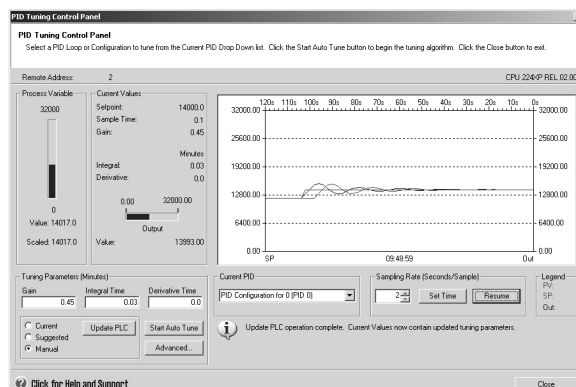 PID Tuning Control Panel
PID Tuning Control Panel
Select a PID Loop or Configuration to tune from the Current PID Drop Down list. Click the Start Auto Tune button to begin the tuning algorithm. Click the Close button to exit.
Remote Address: 2 CPU 224XP REL 02.00
Process Variable
32000
0
Value: 14017.0
Scaled: 14017.0
Current Values
Setpoint: 14000.0
Sample Time: 0.1
Gain: 0.45
Minutes
Integral: 0.03
Derivative: 0.0
0.00 32000.00
Output
Value: 13993.00
120s 110s 100s 90s 80s 70s 60s 50s 40s 30s 20s 10s 0s
32000.00 32000.00
25600.00 25600.00
19200.00 19200.00
12800.00 12800.00
6400.00 6400.00
0.00 0.00
SP 09:48:59 Out
Tuning Parameters (Minutes)
Gain Integral Time Derivative Time
0.45 0.03 0.0
Current
Suggested
Manual
Update PLC
Start Auto Tune
Advanced...
Current PID
PID Configuration for 0 (PID 0)
Sampling Rate (Seconds/Sample)
2 Set Time Resume
Legend
PV:
SP:
Out:
Update PLC operation complete. Current Values now contain updated tuning parameters.
Click for Help and Support
Close